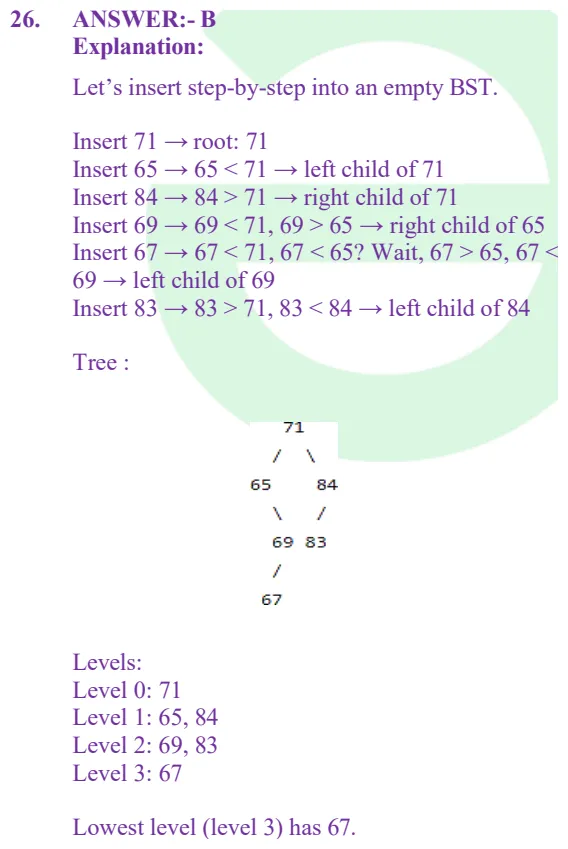 26. ANSWER:- B
Explanation:
Let’s insert step-by-step into an empty BST.
Insert 71 → root: 71
Insert 65 → 65 < 71 → left child of 71
Insert 84 → 84 > 71 → right child of 71
Insert 69 → 69 < 71, 69 > 65 → right child of 65
Insert 67 → 67 < 71, 67 < 65? Wait, 67 > 65, 67 <
69 → left child of 69
Insert 83 → 83 > 71, 83 < 84 → left child of 84
Tree :
71
/ \
65 84
\ /
69 83
/
67
Levels:
Level 0: 71
Level 1: 65, 84
Level 2: 69, 83
Level 3: 67
Lowest level (level 3) has 67.